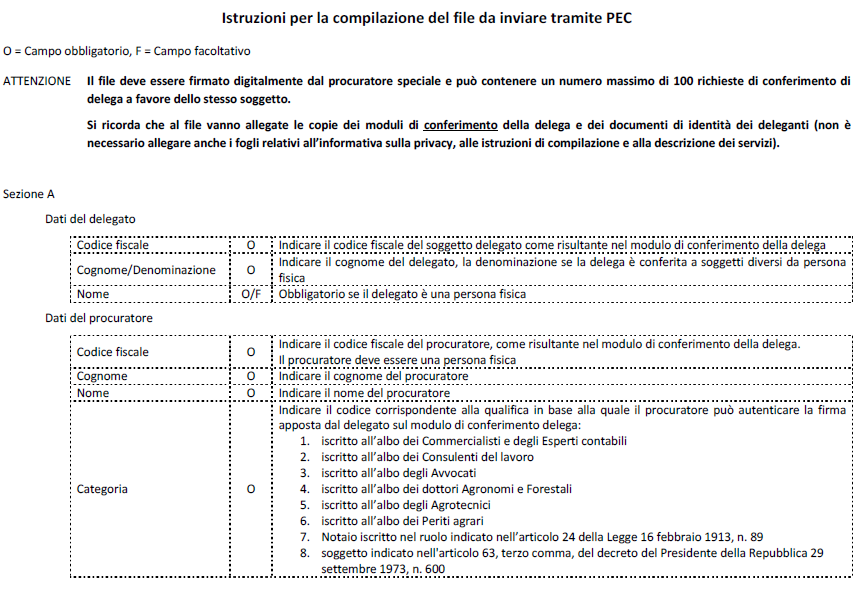 Istruzioni per la compilazione del file da inviare tramite PEC
O = Campo obbligatorio, F = Campo facoltativo
ATTENZIONE Il file deve essere firmato digitalmente dal procuratore speciale e può contenere un numero massimo di 100 richieste di conferimento di
delega a favore dello stesso soggetto.
Si ricorda che al file vanno allegate le copie dei moduli di conferimento della delega e dei documenti di identità dei deleganti (non è
necessario allegare anche i fogli relativi all'informativa sulla privacy, alle istruzioni di compilazione e alla descrizione dei servizi).
Sezione A
Dati del delegato
Codice fiscale O Indicare il codice fiscale del soggetto delegato come risultante nel modulo di conferimento della delega
Cognome/Denominazione O Indicare il cognome del delegato, la denominazione se la delega è conferita a soggetti diversi da persona
fisica
Nome O/F Obbligatorio se il delegato è una persona fisica
Dati del procuratore
Codice fiscale O Indicare il codice fiscale del procuratore, come risultante nel modulo di conferimento della delega.
Il procuratore deve essere una persona fisica
Cognome O Indicare il cognome del procuratore
Nome O Indicare il nome del procuratore
Categoria O Indicare il codice corrispondente alla qualifica in base alla quale il procuratore può autenticare la firma
apposta dal delegato sul modulo di conferimento delega:
1. iscritto all'albo dei Commercialisti e degli Esperti contabili
2. iscritto all'albo dei Consulenti del lavoro
3. iscritto all'albo degli Avvocati
4. iscritto all'albo dei dottori Agronomi e Forestali
5. iscritto all'albo degli Agrotecnici
6. iscritto all'albo dei Periti agrari
7. Notaio iscritto nel ruolo indicato nell'articolo 24 della Legge 16 febbraio 1913, n. 89
8. soggetto indicato nell'articolo 63, terzo comma, del decreto del Presidente della Repubblica 29
settembre 1973, n. 600